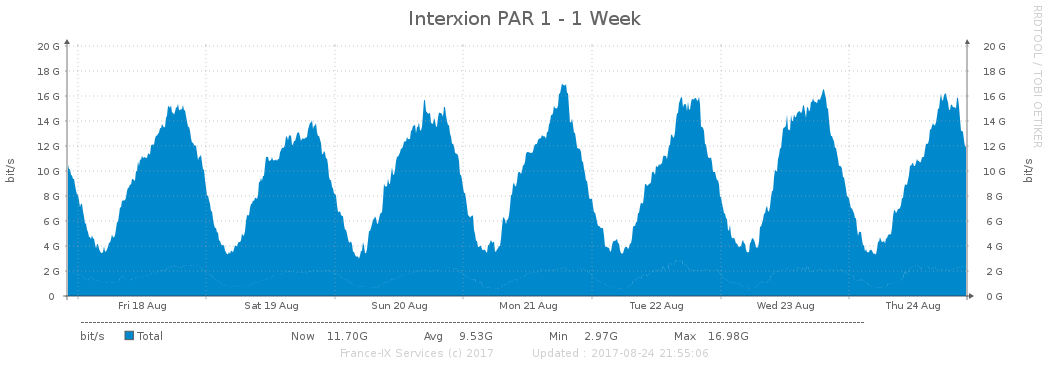 Interxion PAR 1 - 1 Week
RRDTOOL / TOBI OETIKER
20 G 20 G
18 G 18 G
16 G 16 G
14 G 14 G
12 G 12 G
10 G 10 G
8 G 8 G
6 G 6 G
4 G 4 G
2 G 2 G
0 0 G
bit/s bit/s
Fri 18 Aug Sat 19 Aug Sun 20 Aug Mon 21 Aug Tue 22 Aug Wed 23 Aug Thu 24 Aug
bit/s Total Now 11.70G Avg 9.53G Min 2.97G Max 16.98G
France-IX Services (c) 2017 Updated : 2017-08-24 21:55:06